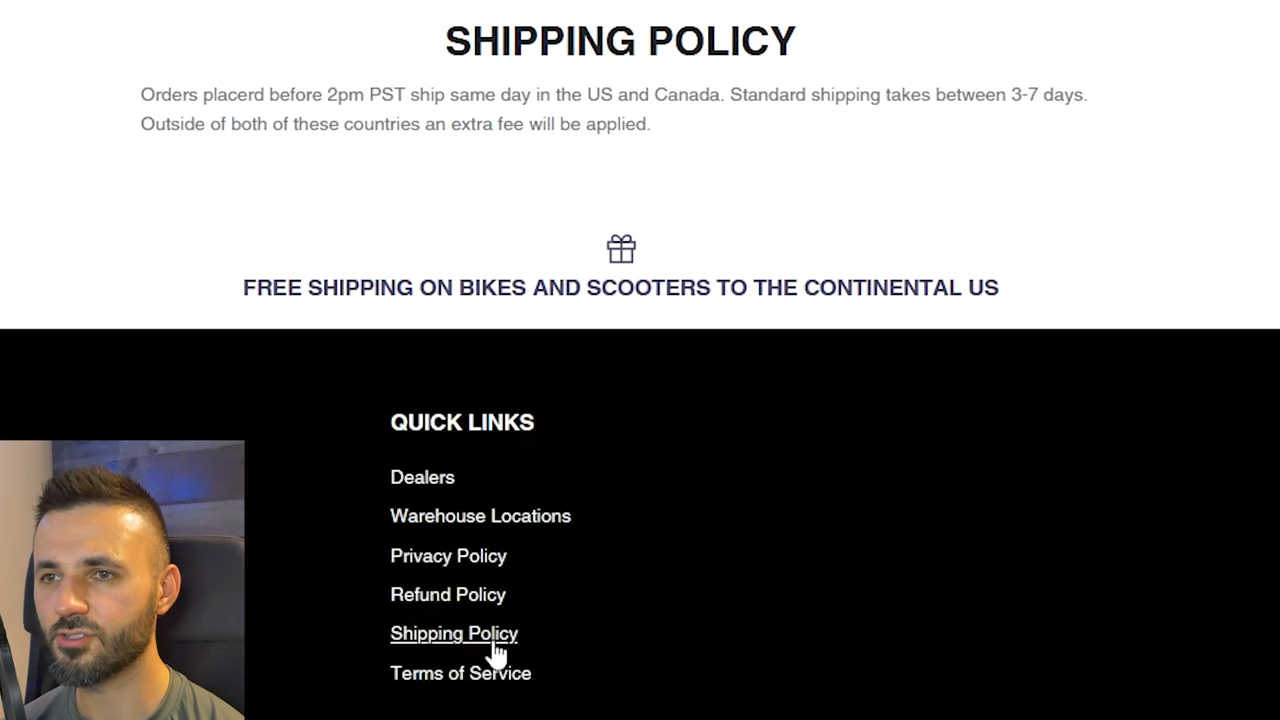 SHIPPING POLICY
Orders placerd before 2pm PST ship same day in the US and Canada. Standard shipping takes between 3-7 days.
Outside of both of these countries an extra fee will be applied.
FREE SHIPPING ON BIKES AND SCOOTERS TO THE CONTINENTAL US
QUICK LINKS
Dealers
Warehouse Locations
Privacy Policy
Refund Policy
Shipping Policy
Terms of Service